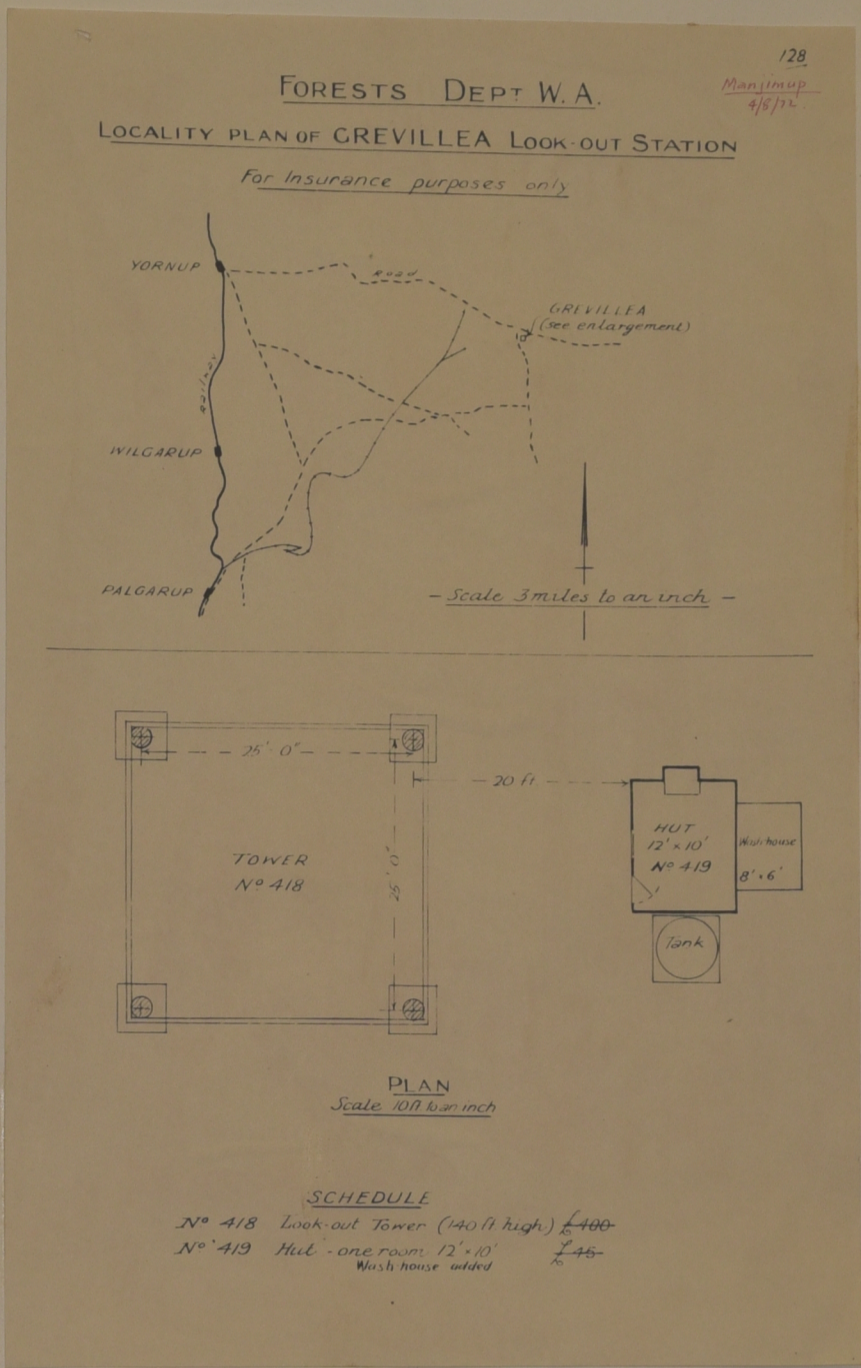 128
Manjimup
4/8/72
FORESTS DEPT W.A.
LOCALITY PLAN OF GREVILLEA LOOK-OUT STATION
For Insurance purposes only
YORNUP
Road
GREVILLEA
(see enlargement)
Railway
WILGARUP
PALGARUP
- Scale 3 miles to an inch -
25' 0"
20 ft
TOWER
No 418
25' 0"
HUT
12' x 10'
No 419
Wash house
8' x 6'
Tank
PLAN
Scale 10ft to an inch
SCHEDULE
No 418 Look-out Tower (140 ft high) £400
No 419 Hut - one room 12' x 10' £45
Wash house added